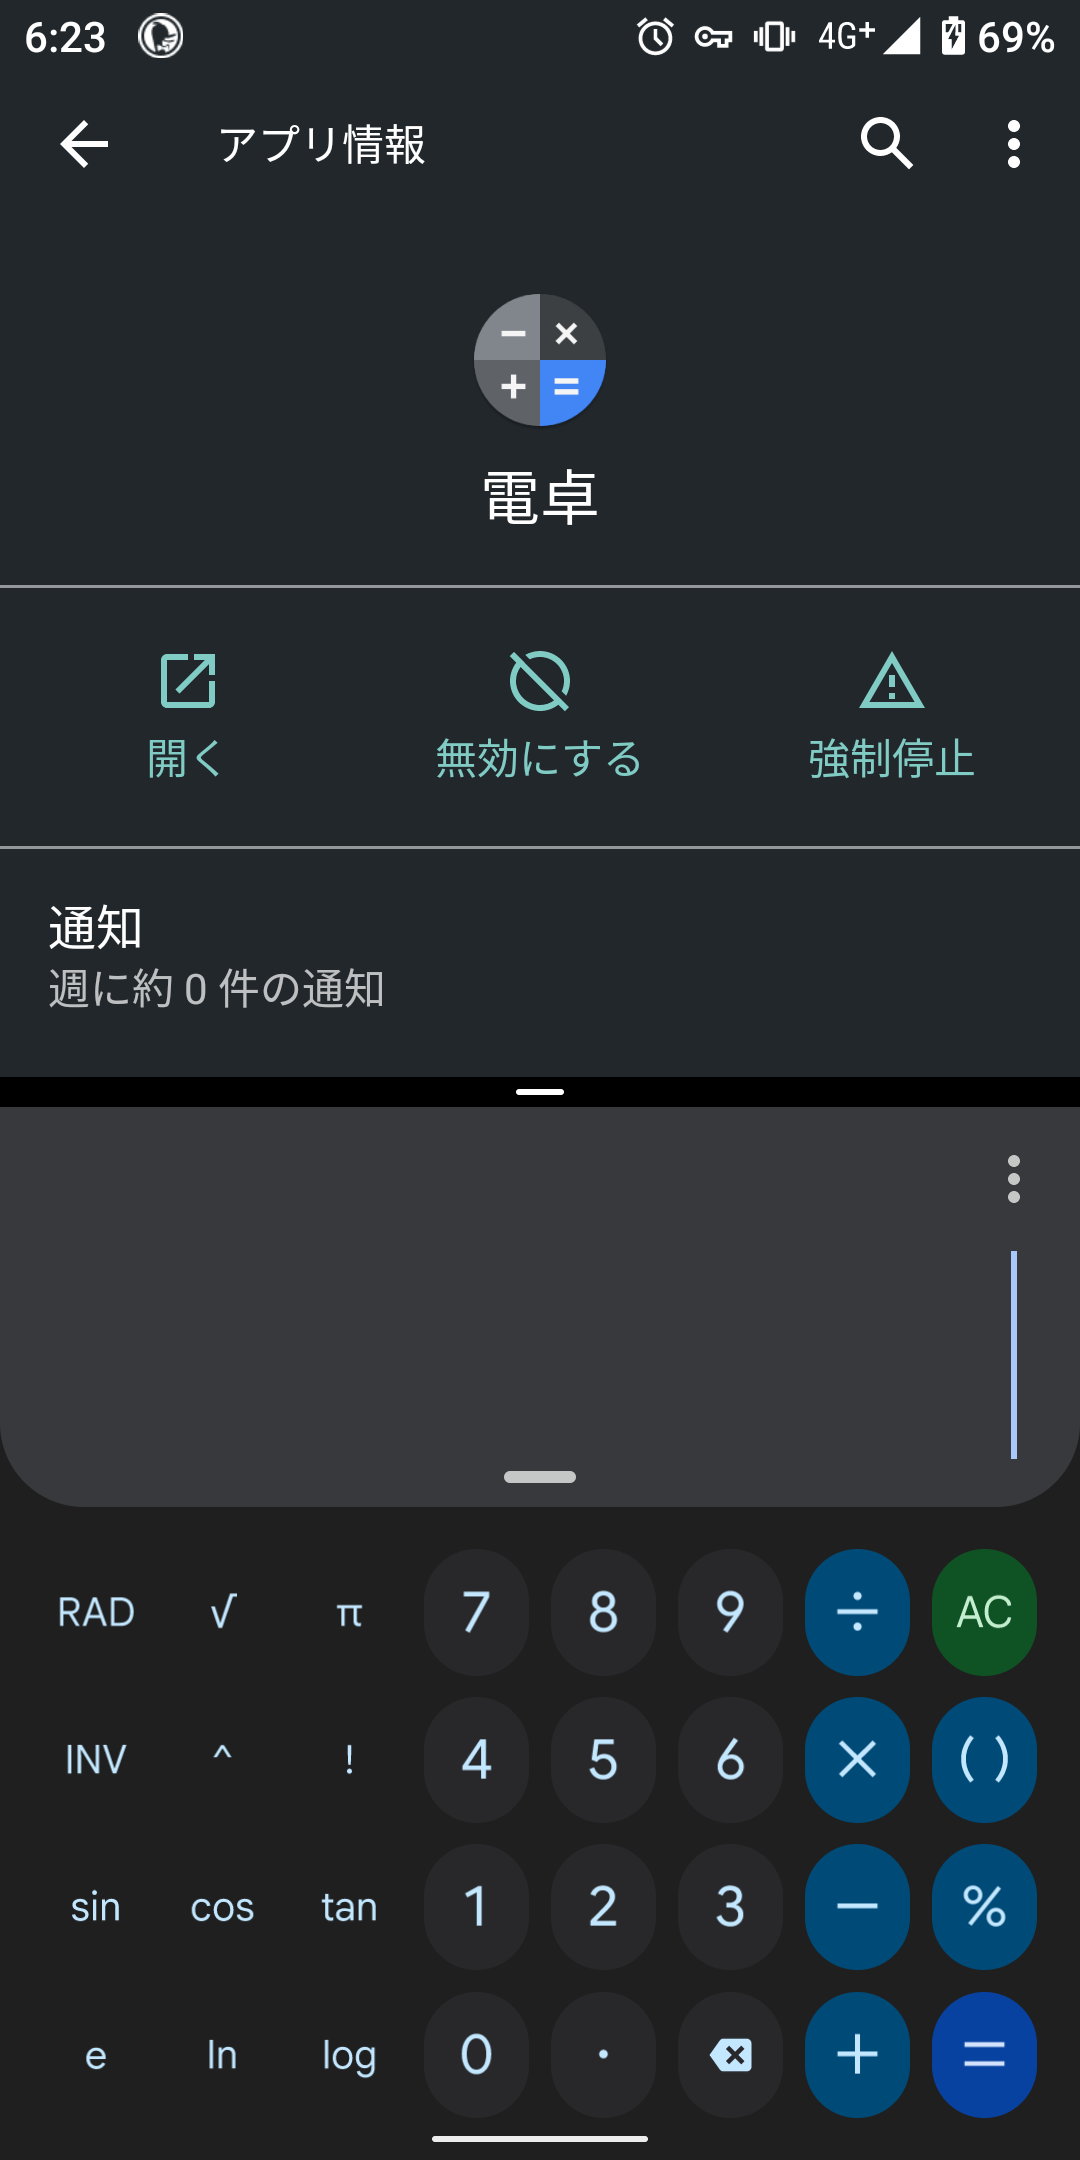 6:23 4G+ 69%
アプリ情報
電卓
開く 無効にする 強制停止
通知
週に約 0 件の通知
RAD √ π 7 8 9 ÷ AC
INV ^ ! 4 5 6 × ( )
sin cos tan 1 2 3 − %
e ln log 0 . + =